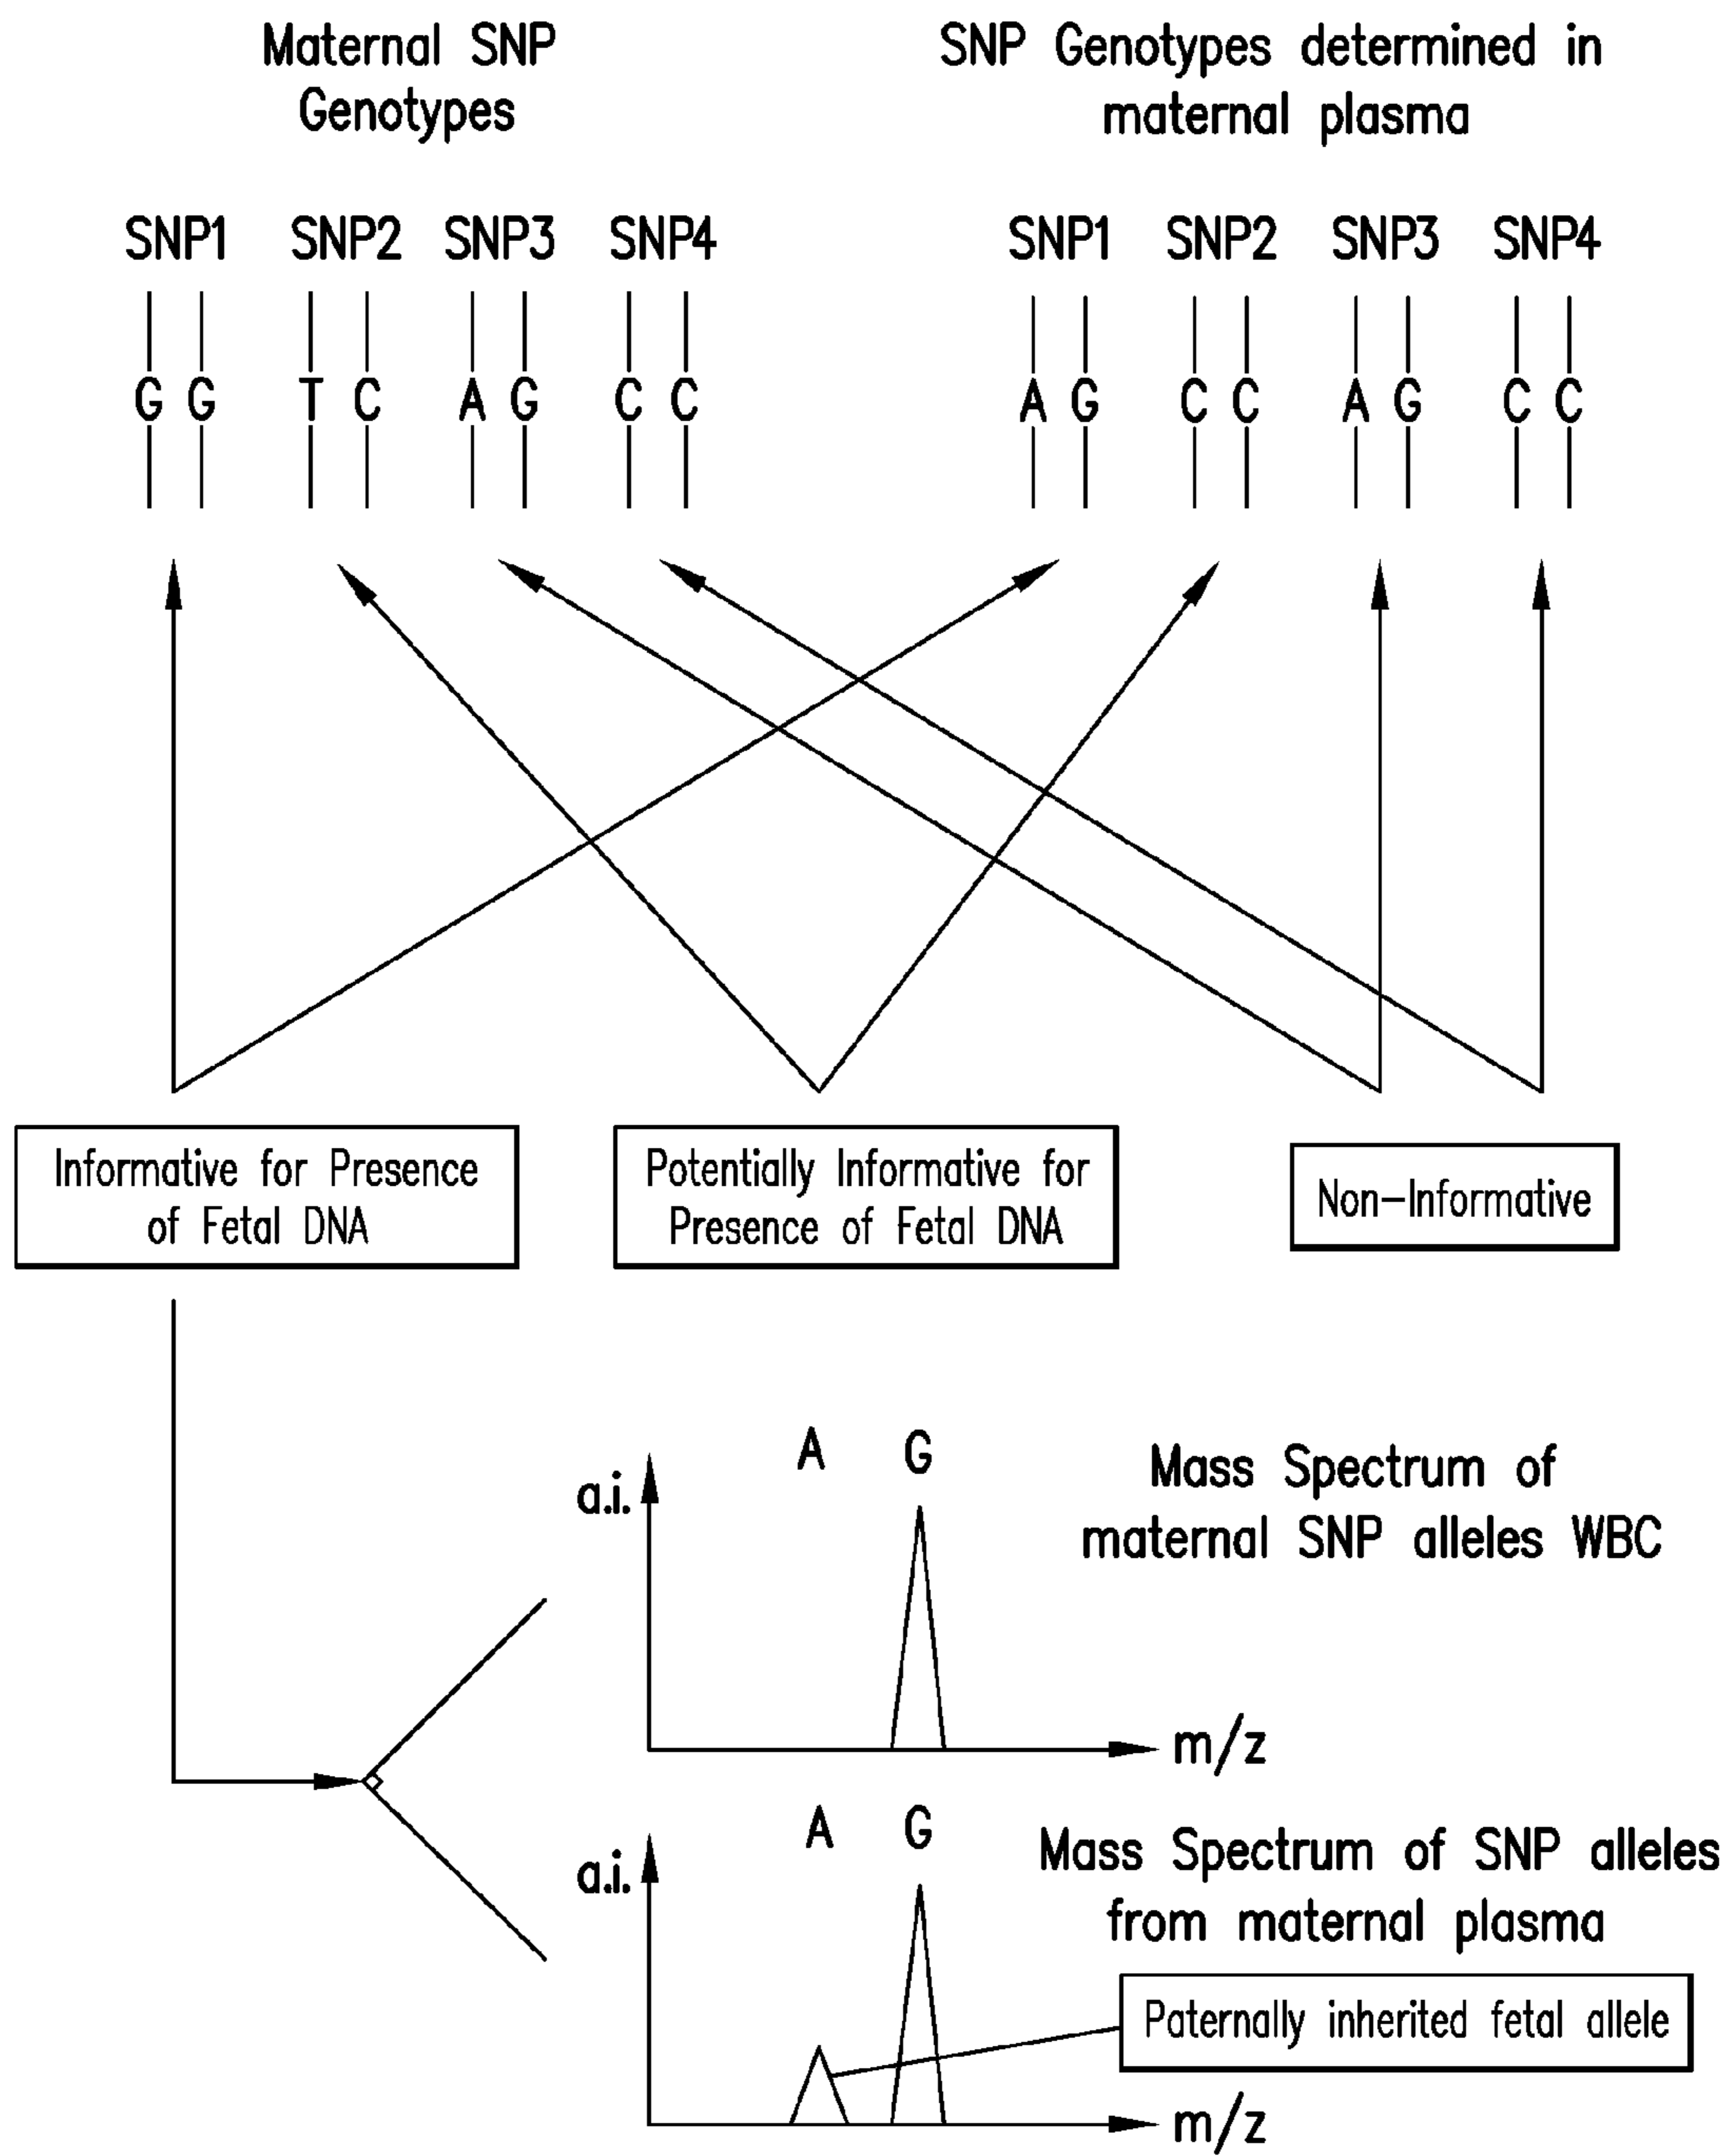 Maternal SNP
Genotypes
SNP Genotypes determined in
maternal plasma
SNP1 SNP2 SNP3 SNP4
SNP1 SNP2 SNP3 SNP4
G G T C A G C C
A G C C A G C C
Informative for Presence
of Fetal DNA
Potentially Informative for
Presence of Fetal DNA
Non-Informative
A G
a.i.
Mass Spectrum of
maternal SNP alleles WBC
m/z
A G
a.i.
Mass Spectrum of SNP alleles
from maternal plasma
Paternally inherited fetal allele
m/z